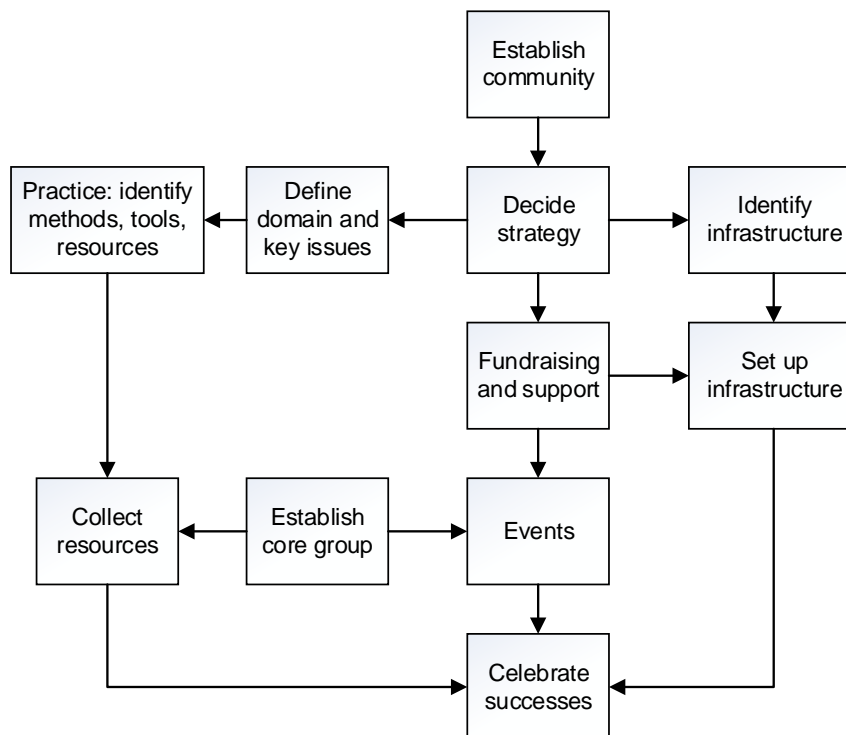 Establish
community
Practice: identify
methods, tools,
resources
Define
domain and
key issues
Decide
strategy
Identify
infrastructure
Fundraising
and support
Set up
infrastructure
Collect
resources
Establish
core group
Events
Celebrate
successes